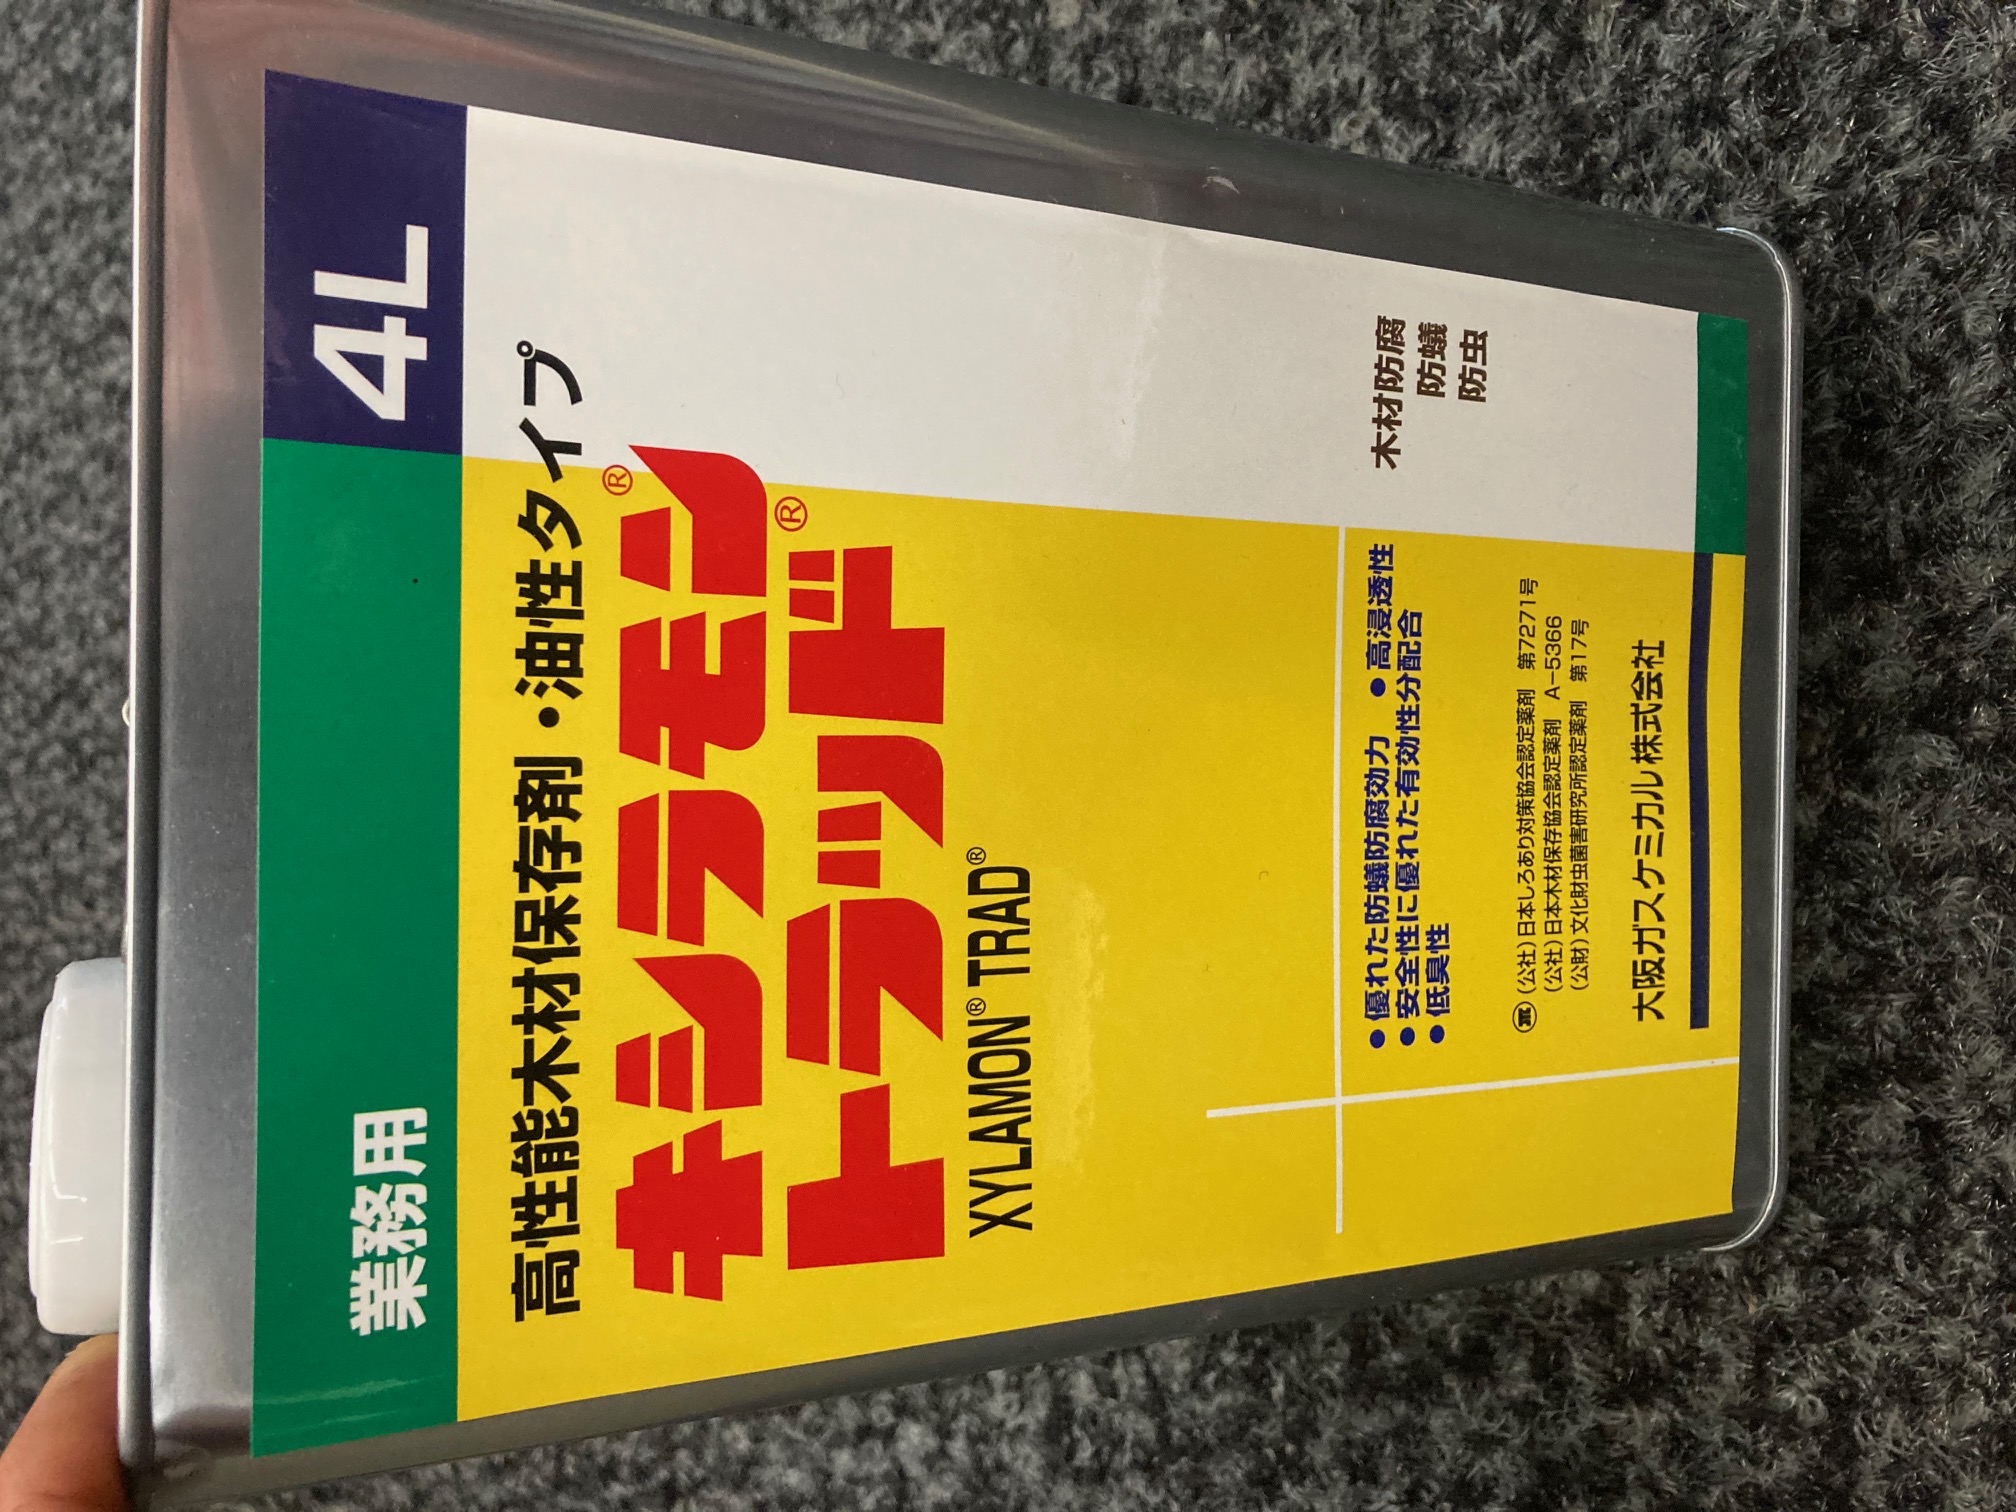 業務用
4L
高性能木材保存剤・油性タイプ
キシラモン®
トラッド®
XYLAMON® TRAD®
●優れた防蟻防腐効力 ●高浸透性
●安全性に優れた有効性分配合
●低臭性
木材防腐
防蟻
防虫
(公社)日本しろあり対策協会認定薬剤 第7271号
(公社)日本木材保存協会認定薬剤 A-5366
(公財)文化財虫菌害研究所認定薬剤 第17号
大阪ガスケミカル株式会社